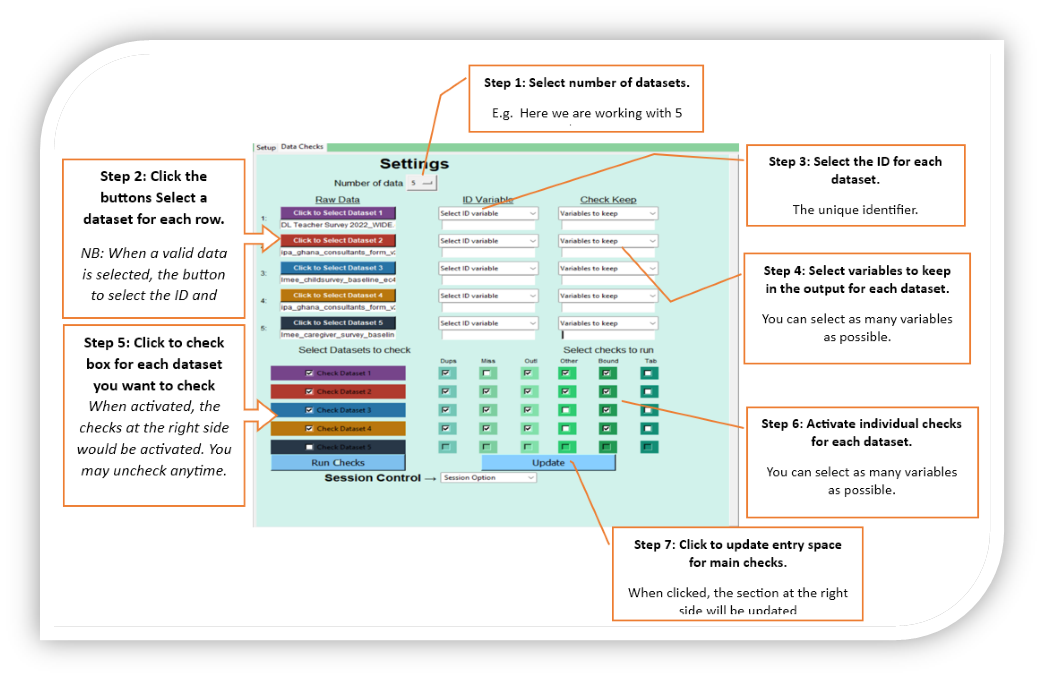 Step 1: Select number of datasets.
E.g. Here we are working with 5
Step 2: Click the
buttons Select a
dataset for each row.
NB: When a valid data
is selected, the button
to select the ID and
Step 5: Click to check
box for each dataset
you want to check
When activated, the
checks at the right side
would be activated. You
may uncheck anytime.
Setup Data Checks
Settings
Number of data 5
Raw Data ID Variable Check Keep
1: Click to Select Dataset 1 Select ID variable Variables to keep
DL Teacher Survey 2022_WIDE
Click to Select Dataset 2 Select ID variable Variables to keep
ipa_ghana_consultants_form_v
3: Click to Select Dataset 3 Select ID variable Variables to keep
lmee_childsurvey_baseline_ec4
4: Click to Select Dataset 4 Select ID variable Variables to keep
ipa_ghana_consultants_form_v
5: Click to Select Dataset 5 Select ID variable Variables to keep
lmee_caregiver_survey_baselin
Select Datasets to check Select checks to run
Dups Miss Outl Other Bound Tab
Check Dataset 1
Check Dataset 2
Check Dataset 3
Check Dataset 4
Check Dataset 5
Run Checks Update
Session Control → Session Option
Step 3: Select the ID for each
dataset.
The unique identifier.
Step 4: Select variables to keep
in the output for each dataset.
You can select as many variables
as possible.
Step 6: Activate individual checks
for each dataset.
You can select as many variables
as possible.
Step 7: Click to update entry space
for main checks.
When clicked, the section at the right
side will be updated